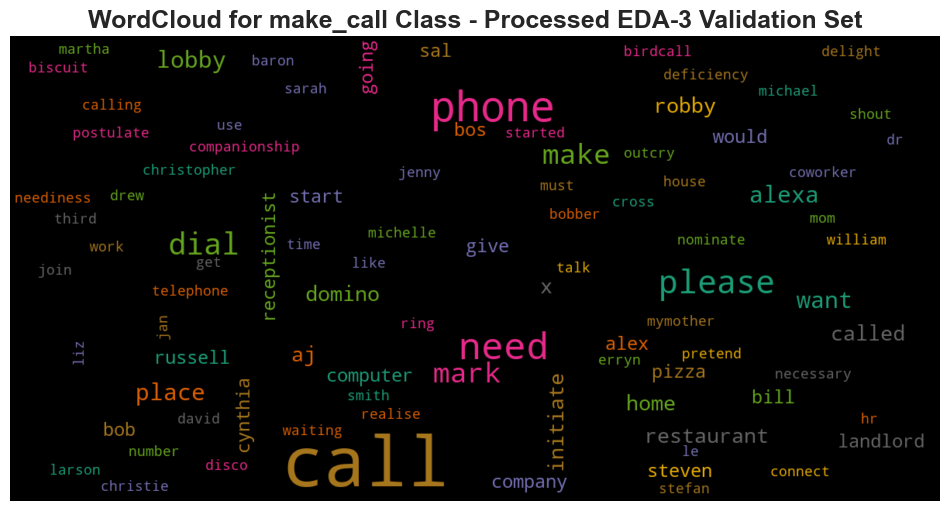 WordCloud for make_call Class - Processed EDA-3 Validation Set
martha
lobby
baron
going
sal
birdcall
delight
biscuit
deficiency
sarah
michael
calling
phone
robby
shout
postulate
use
bos
started
would
dr
companionship
make
outcry
christopher
jenny
coworker
neediness
drew
start
must
house
cross
alexa
third
receptionist
bobber
mom
work
dial
time
michelle
give
nominate
william
join
get
like
talk
telephone
domino
x
please
want
jan
ring
mymother
called
liz
russell
aj
need
alex
erryn
pretend
computer
mark
pizza
necessary
place
smith
home
bill
david
cynthia
realise
initiate
hr
bob
waiting
restaurant
landlord
number
call
le
larson
disco
steven
connect
christie
company
stefan